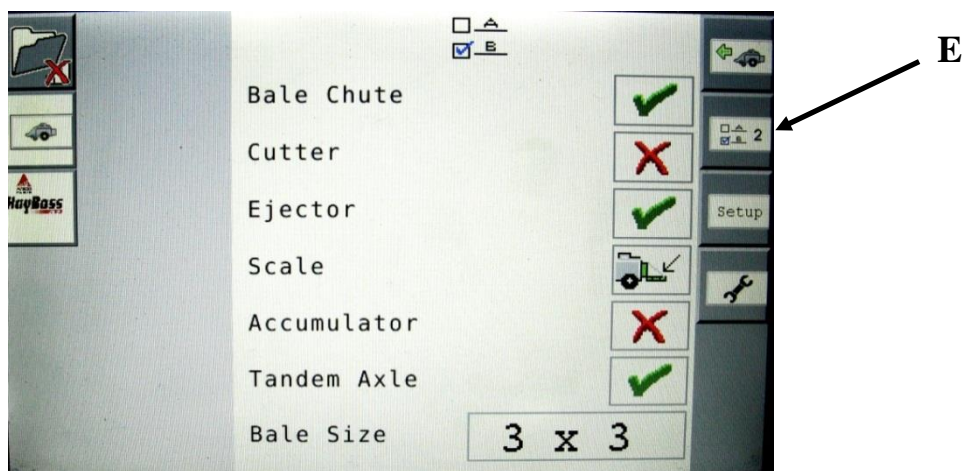 A
B
E
Bale Chute
A
B 2
Cutter
HayBoss
Ejector
Setup
Scale
Accumulator
Tandem Axle
Bale Size 3 x 3